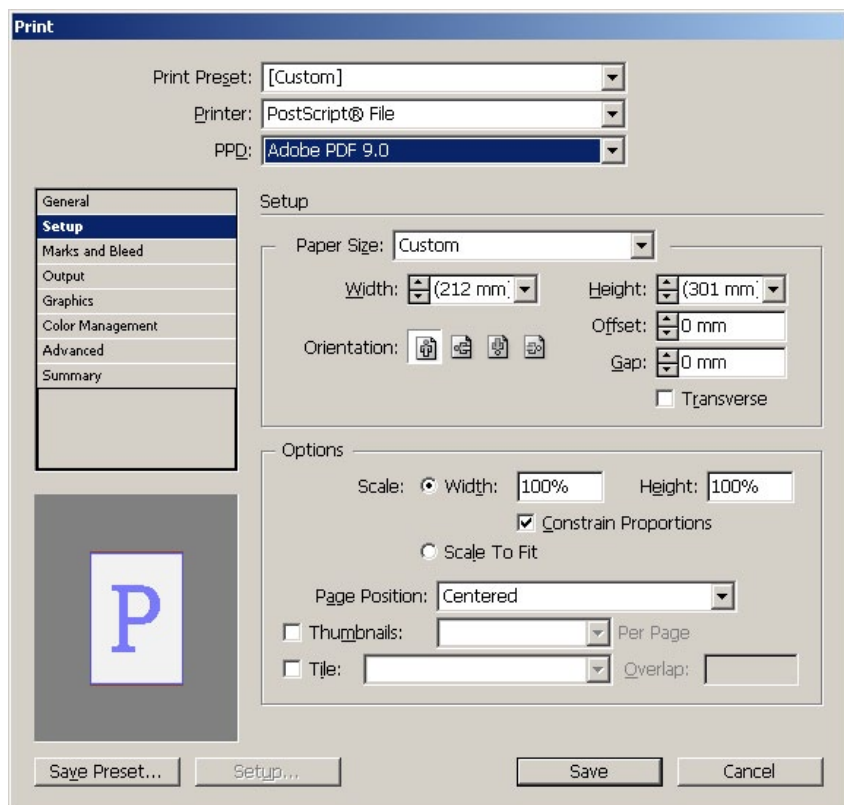 Print
Print Preset: [Custom]
Printer: PostScript® File
PPD: Adobe PDF 9.0
General
Setup
Marks and Bleed
Output
Graphics
Color Management
Advanced
Summary
Setup
Paper Size: Custom
Width: (212 mm) Height: (301 mm)
Orientation: Offset: 0 mm
Gap: 0 mm
Transverse
Options
Scale: Width: 100% Height: 100%
Constrain Proportions
Scale To Fit
Page Position: Centered
Thumbnails: Per Page
Tile: Overlap:
P
Save Preset... Setup... Save Cancel